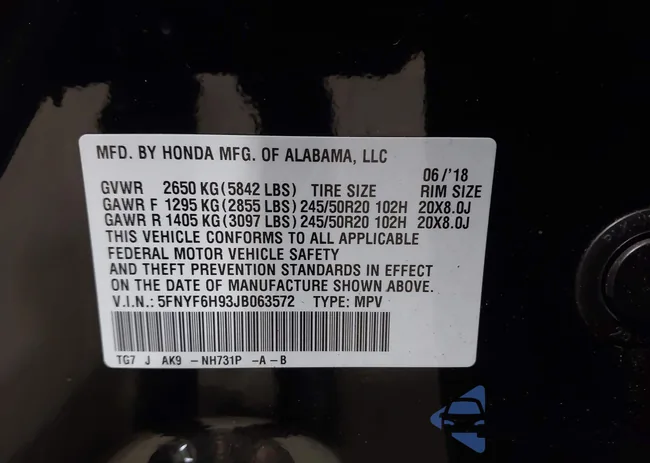 MFD. BY HONDA MFG. OF ALABAMA, LLC
06/'18
GVWR 2650 KG (5842 LBS) TIRE SIZE RIM SIZE
GAWR F 1295 KG (2855 LBS) 245/50R20 102H 20X8.0J
GAWR R 1405 KG (3097 LBS) 245/50R20 102H 20X8.0J
THIS VEHICLE CONFORMS TO ALL APPLICABLE
FEDERAL MOTOR VEHICLE SAFETY
AND THEFT PREVENTION STANDARDS IN EFFECT
ON THE DATE OF MANUFACTURE SHOWN ABOVE.
V.I.N.: 5FNYF6H93JB063572 TYPE: MPV
TG7 J AK9 - NH731P -A - B